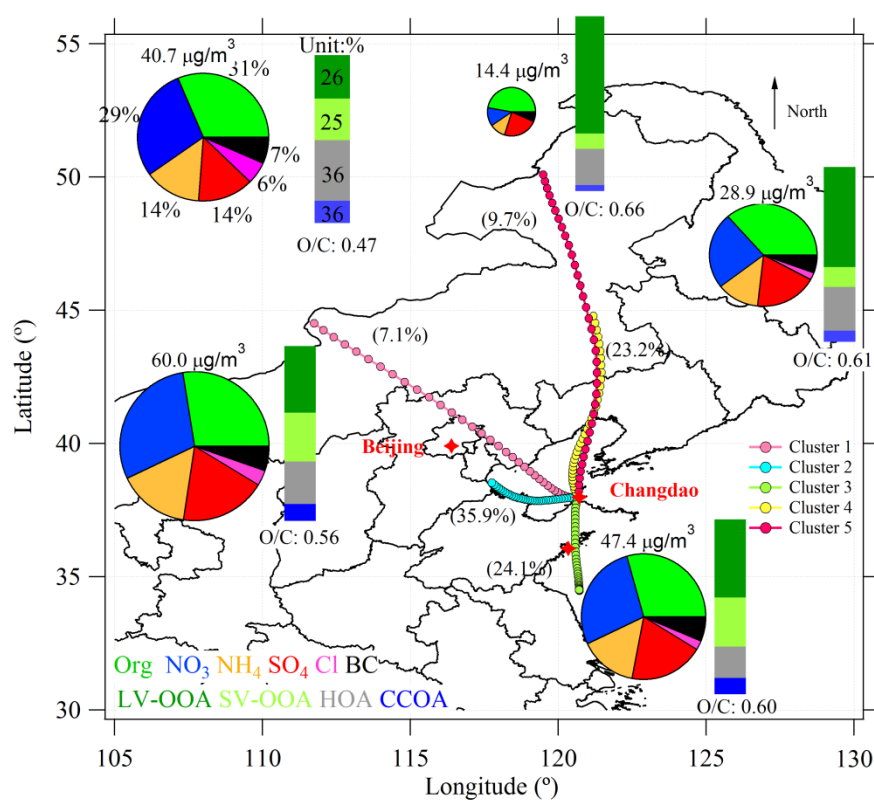 55
50
45
40
35
30
Latitude (º)
105
110
115
120
125
130
Longitude (º)
40.7 µg/m³
31%
29%
7%
6%
14%
14%
Unit:%
26
25
36
36
O/C: 0.47
14.4 µg/m³
O/C: 0.66
North
28.9 µg/m³
O/C: 0.61
(9.7%)
(7.1%)
(23.2%)
60.0 µg/m³
O/C: 0.56
Beijing
Changdao
(35.9%)
(24.1%)
Cluster 1
Cluster 2
Cluster 3
Cluster 4
Cluster 5
47.4 µg/m³
O/C: 0.60
Org NO₃ NH₄ SO₄ Cl BC
LV-OOA SV-OOA HOA CCOA